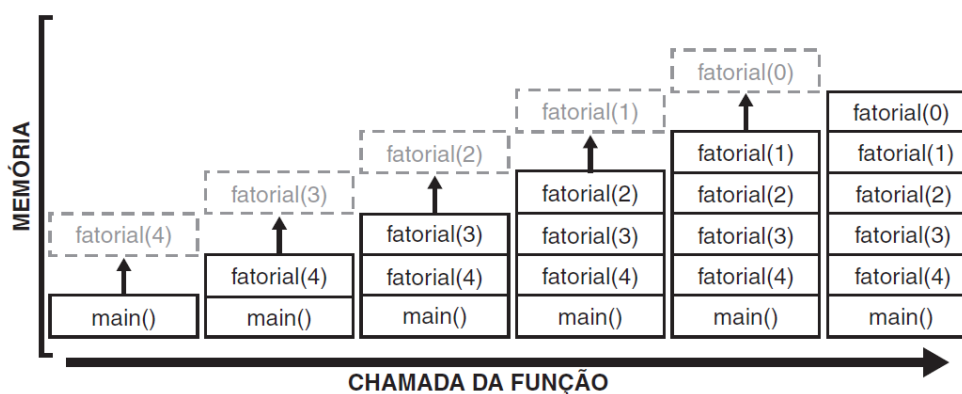 MEMÓRIA
fatorial(4)
main()
fatorial(3)
fatorial(4)
main()
fatorial(2)
fatorial(3)
fatorial(4)
main()
fatorial(1)
fatorial(2)
fatorial(3)
fatorial(4)
main()
fatorial(0)
fatorial(1)
fatorial(2)
fatorial(3)
fatorial(4)
main()
fatorial(0)
fatorial(1)
fatorial(2)
fatorial(3)
fatorial(4)
main()
CHAMADA DA FUNÇÃO